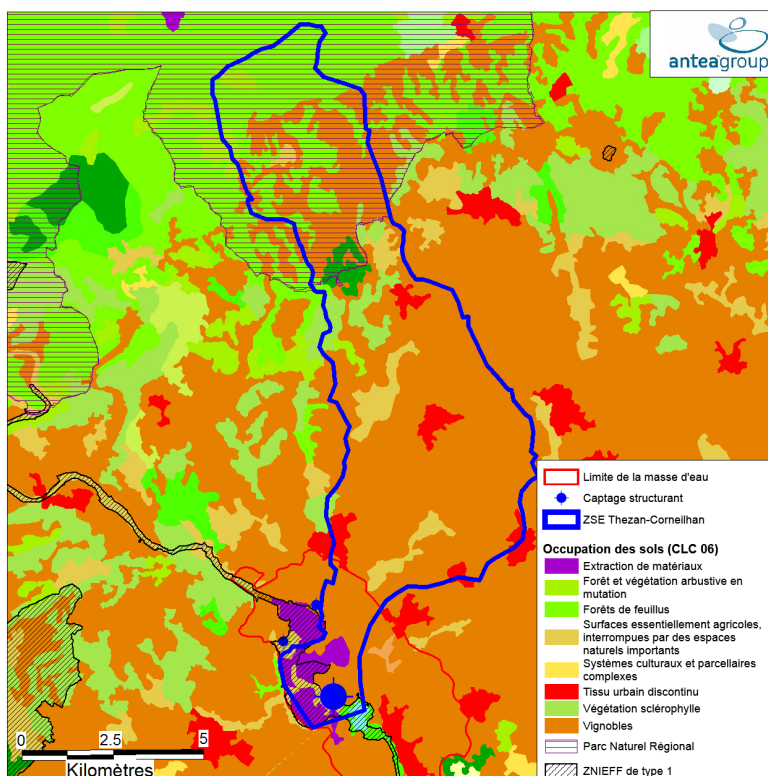 anteagroup
Limite de la masse d'eau
Captage structurant
ZSE Thezan-Corneilhan
Occupation des sols (CLC 06)
Extraction de matériaux
Forêt et végétation arbustive en
mutation
Forêts de feuillus
Surfaces essentiellement agricoles,
interrompues par des espaces
naturels importants
Systèmes culturaux et parcellaires
complexes
Tissu urbain discontinu
Végétation sclérophylle
Vignobles
Parc Naturel Régional
ZNIEFF de type 1
0 2.5 5
Kilomètres